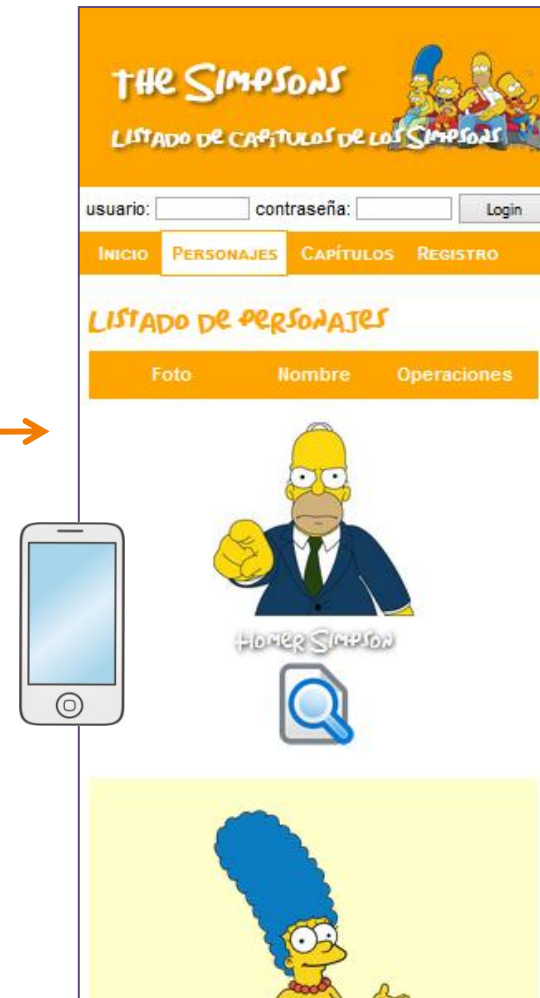 The Simpsons
Listado de capítulos de los Simpsons
usuario: contraseña: Login
Inicio Personajes Capítulos Registro
Listado de personajes
Foto Nombre Operaciones
Homer Simpson